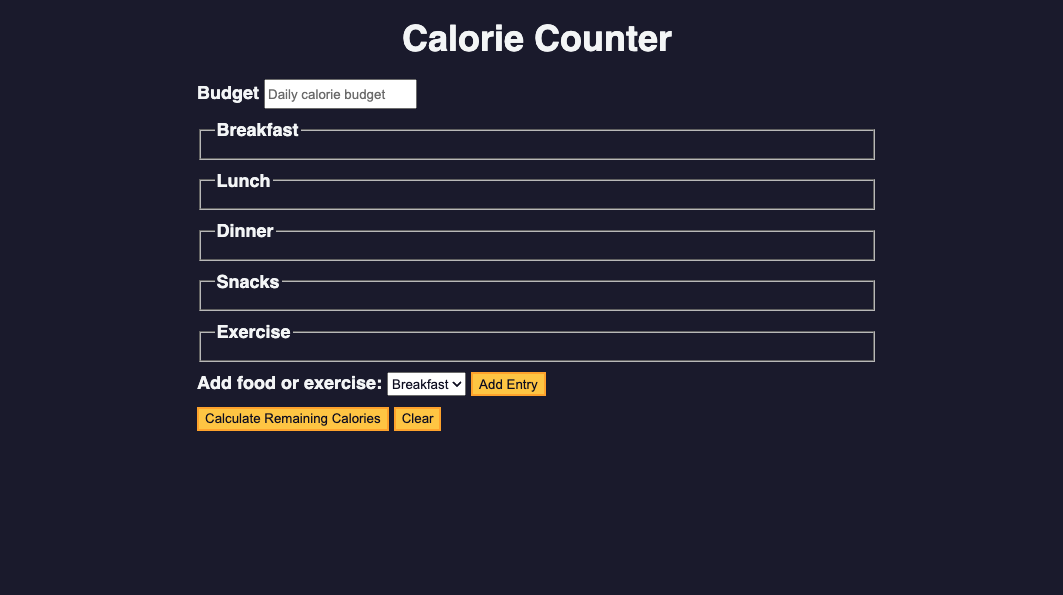 Calorie Counter
Budget Daily calorie budget
Breakfast
Lunch
Dinner
Snacks
Exercise
Add food or exercise: Breakfast Add Entry
Calculate Remaining Calories Clear